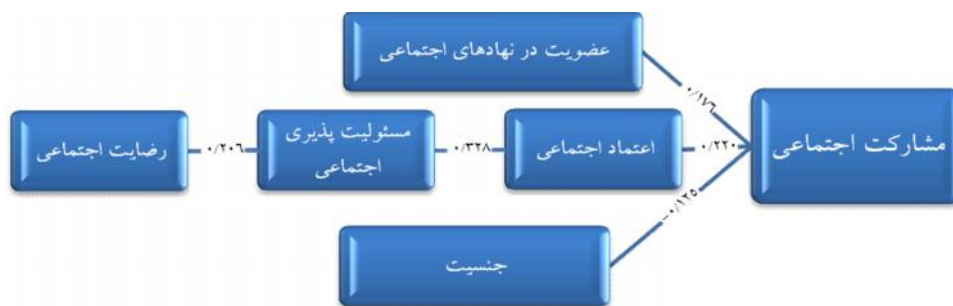 عضویت در نهادهای اجتماعی
۰/۱۷۶
مشارکت اجتماعی
۰/۲۲۰
اعتماد اجتماعی
۰/۳۲۸
مسئولیت پذیری
اجتماعی
۰/۲۰۶
رضایت اجتماعی
-۰/۱۲۵
جنسیت